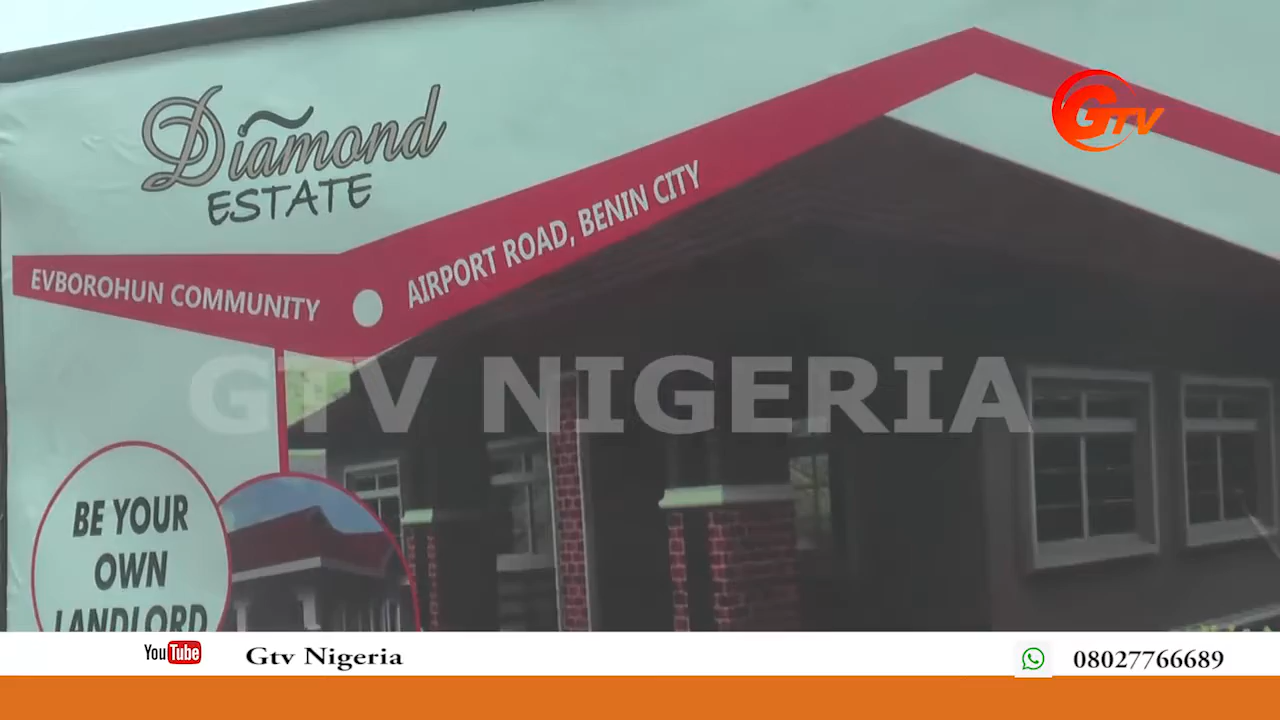 Diamond
ESTATE
GTV
EVBOROHUN COMMUNITY
AIRPORT ROAD, BENIN CITY
GTV NIGERIA
BE YOUR
OWN
LANDLORD
YouTube
Gtv Nigeria
08027766689